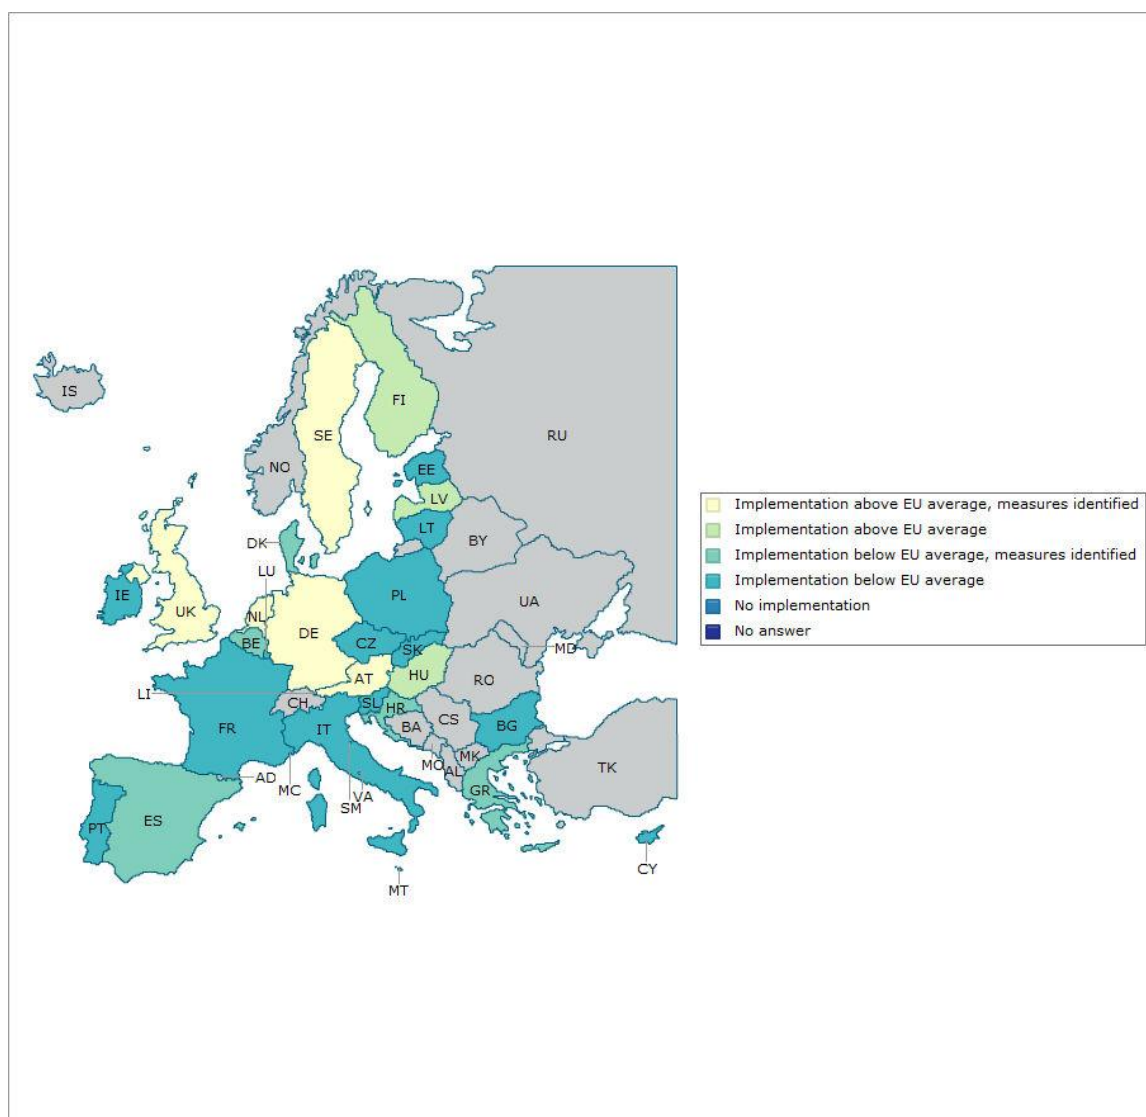 IS
FI
SE
RU
NO
EE
LV
LT
DK
BY
LU
IE
PL
UA
UK
NL
DE
BE
CZ
SK
MD
AT
HU
RO
LI
CH
SL
HR
FR
IT
BA
CS
BG
MK
MO
AL
TK
AD
MC
VA
SM
GR
PT
ES
CY
MT
Implementation above EU average, measures identified
Implementation above EU average
Implementation below EU average, measures identified
Implementation below EU average
No implementation
No answer